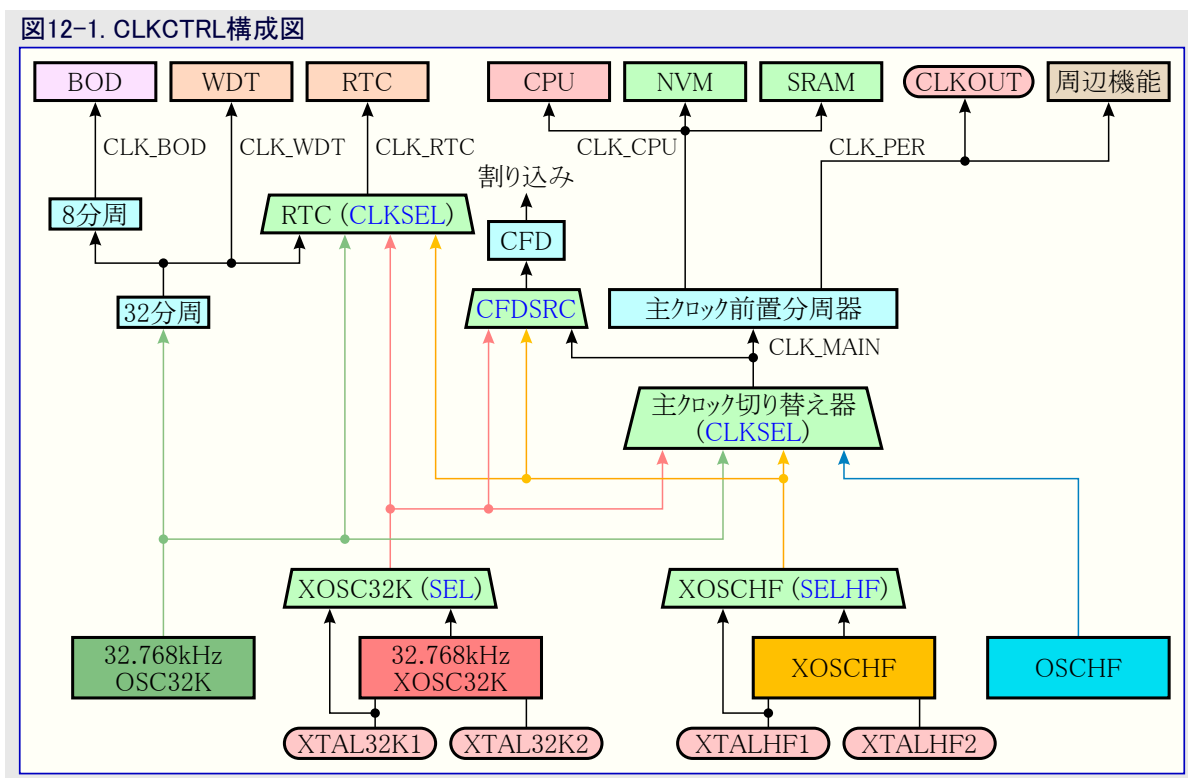 図12-1. CLKCTRL構成図
BOD
WDT
RTC
CPU
NVM
SRAM
CLKOUT
周辺機能
CLK_BOD
CLK_WDT
CLK_RTC
CLK_CPU
CLK_PER
割り込み
8分周
RTC (CLKSEL)
CFD
32分周
CFDSRC
主クロック前置分周器
CLK_MAIN
主クロック切り替え器
(CLKSEL)
XOSC32K (SEL)
XOSCHF (SELHF)
32.768kHz
OSC32K
32.768kHz
XOSC32K
XOSCHF
OSCHF
XTAL32K1
XTAL32K2
XTALHF1
XTALHF2